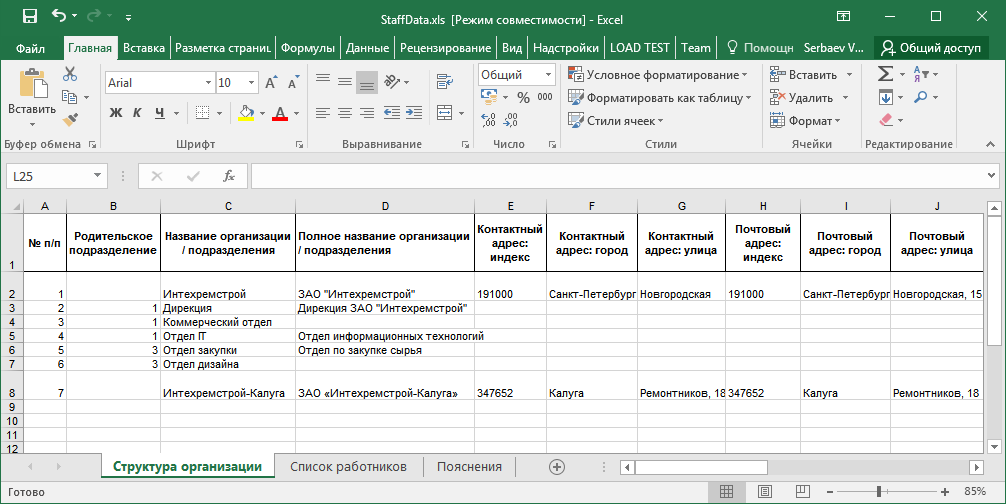 StaffData.xls [Режим совместимости] - Excel
Файл Главная Вставка Разметка страниц Формулы Данные Рецензирование Вид Надстройки LOAD TEST Team Помощн Serbaev V... Общий доступ
Вставить
Буфер обмена
Arial 10
Ж К Ч
Шрифт
Выравнивание
Общий
% 000
Число
Условное форматирование
Форматировать как таблицу
Стили ячеек
Стили
Вставить
Удалить
Формат
Ячейки
Редактирование
L25 fx
A B C D E F G H I J
1 № п/п Родительское подразделение Название организации / подразделения Полное название организации / подразделения Контактный адрес: индекс Контактный адрес: город Контактный адрес: улица Почтовый адрес: индекс Почтовый адрес: город Почтовый адрес: улица
2 1 Интехремстрой ЗАО "Интехремстрой" 191000 Санкт-Петербург Новгородская 191000 Санкт-Петербург Новгородская, 15
3 2 1 Дирекция Дирекция ЗАО "Интехремстрой"
4 3 1 Коммерческий отдел
5 4 1 Отдел IT Отдел информационных технологий
6 5 3 Отдел закупки Отдел по закупке сырья
7 6 3 Отдел дизайна
8 7 Интехремстрой-Калуга ЗАО «Интехремстрой-Калуга» 347652 Калуга Ремонтников, 18 347652 Калуга Ремонтников, 18
9
10
11
12
Структура организации Список работников Пояснения
Готово 85%